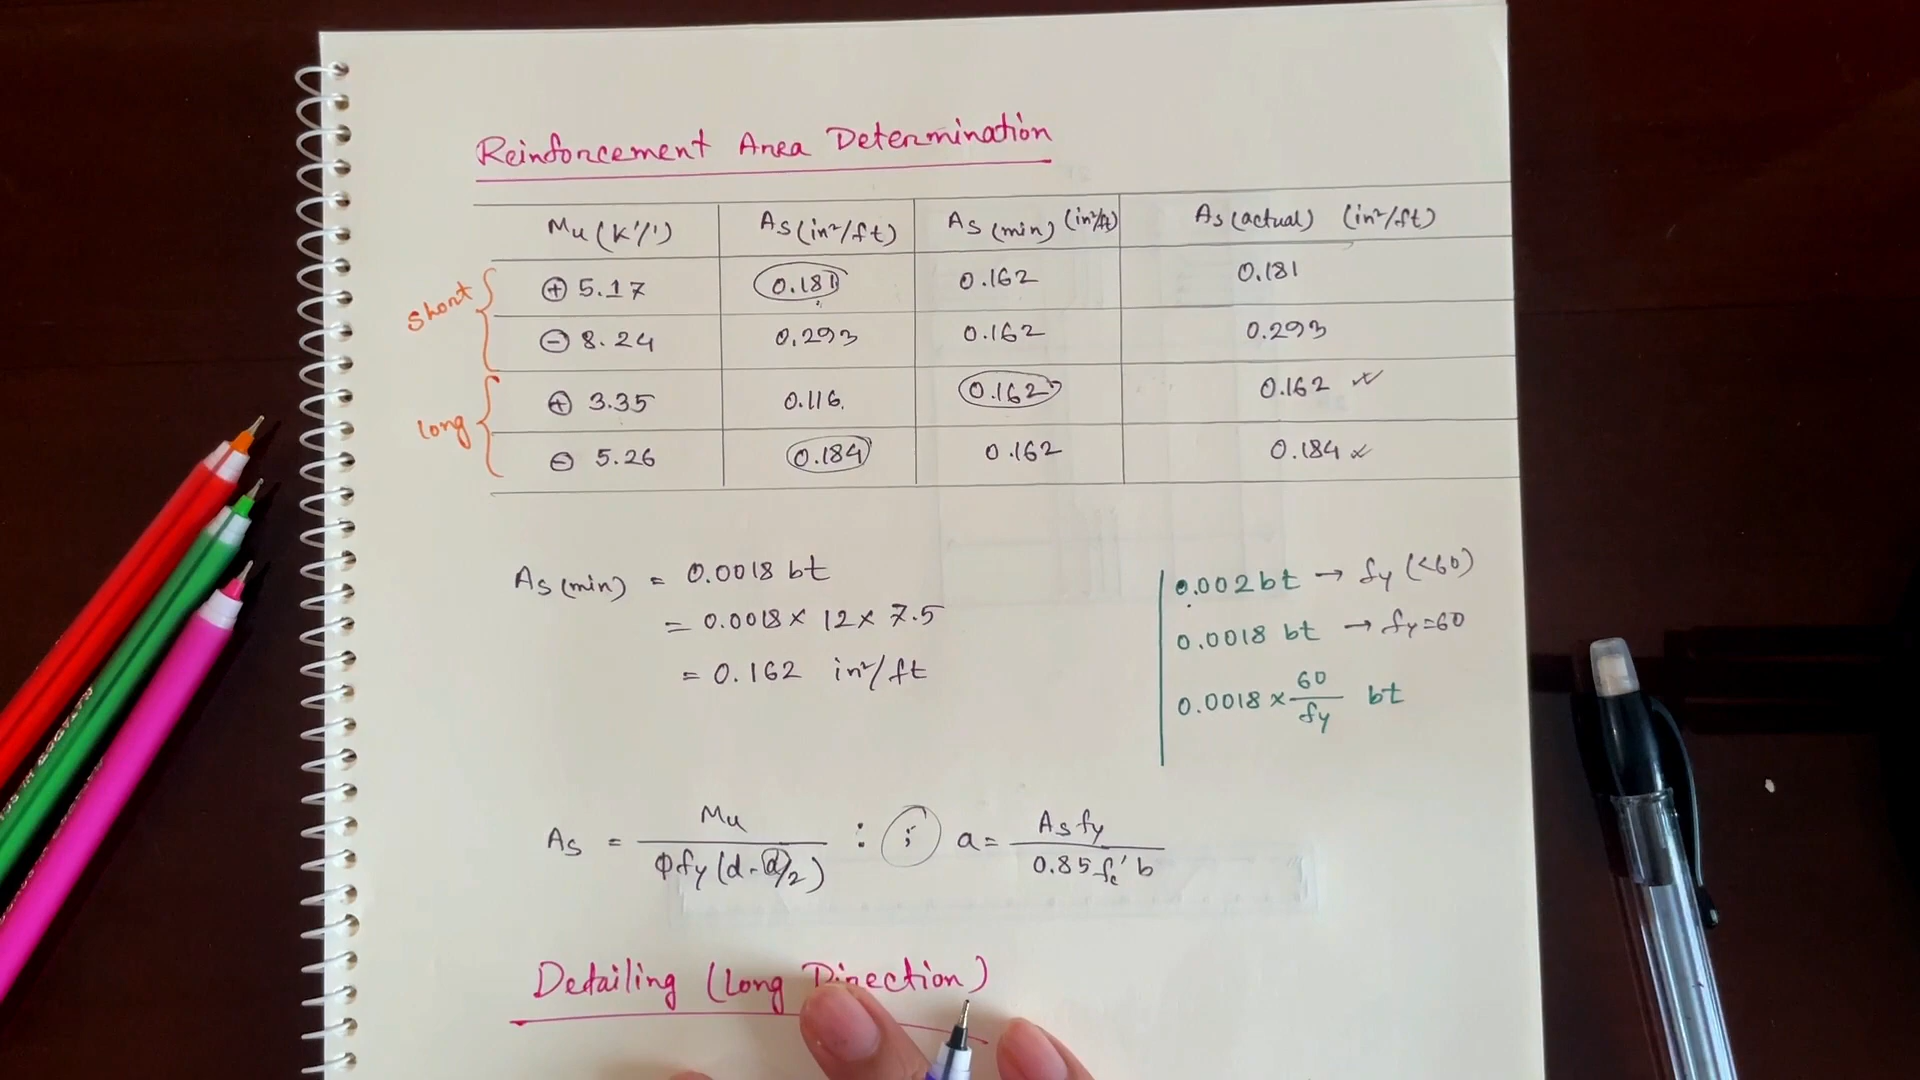 Reinforcement Area Determination
Mu (K'/') As (in²/ft) As (min) (in²/ft) As (actual) (in²/ft)
short
⊕ 5.17 0.181 0.162 0.181
⊖ 8.24 0.293 0.162 0.293
long
⊕ 3.35 0.116 0.162 0.162 ✓
⊖ 5.26 0.184 0.162 0.184 ✓
As (min) = 0.0018 bt
= 0.0018 × 12 × 7.5
= 0.162 in²/ft
0.002 bt → fy (<60)
0.0018 bt → fy=60
0.0018 × 60/fy bt
As = Mu / Φfy (d-a/2) : ; a = As fy / 0.85 fc' b
Detailing (Long Direction)